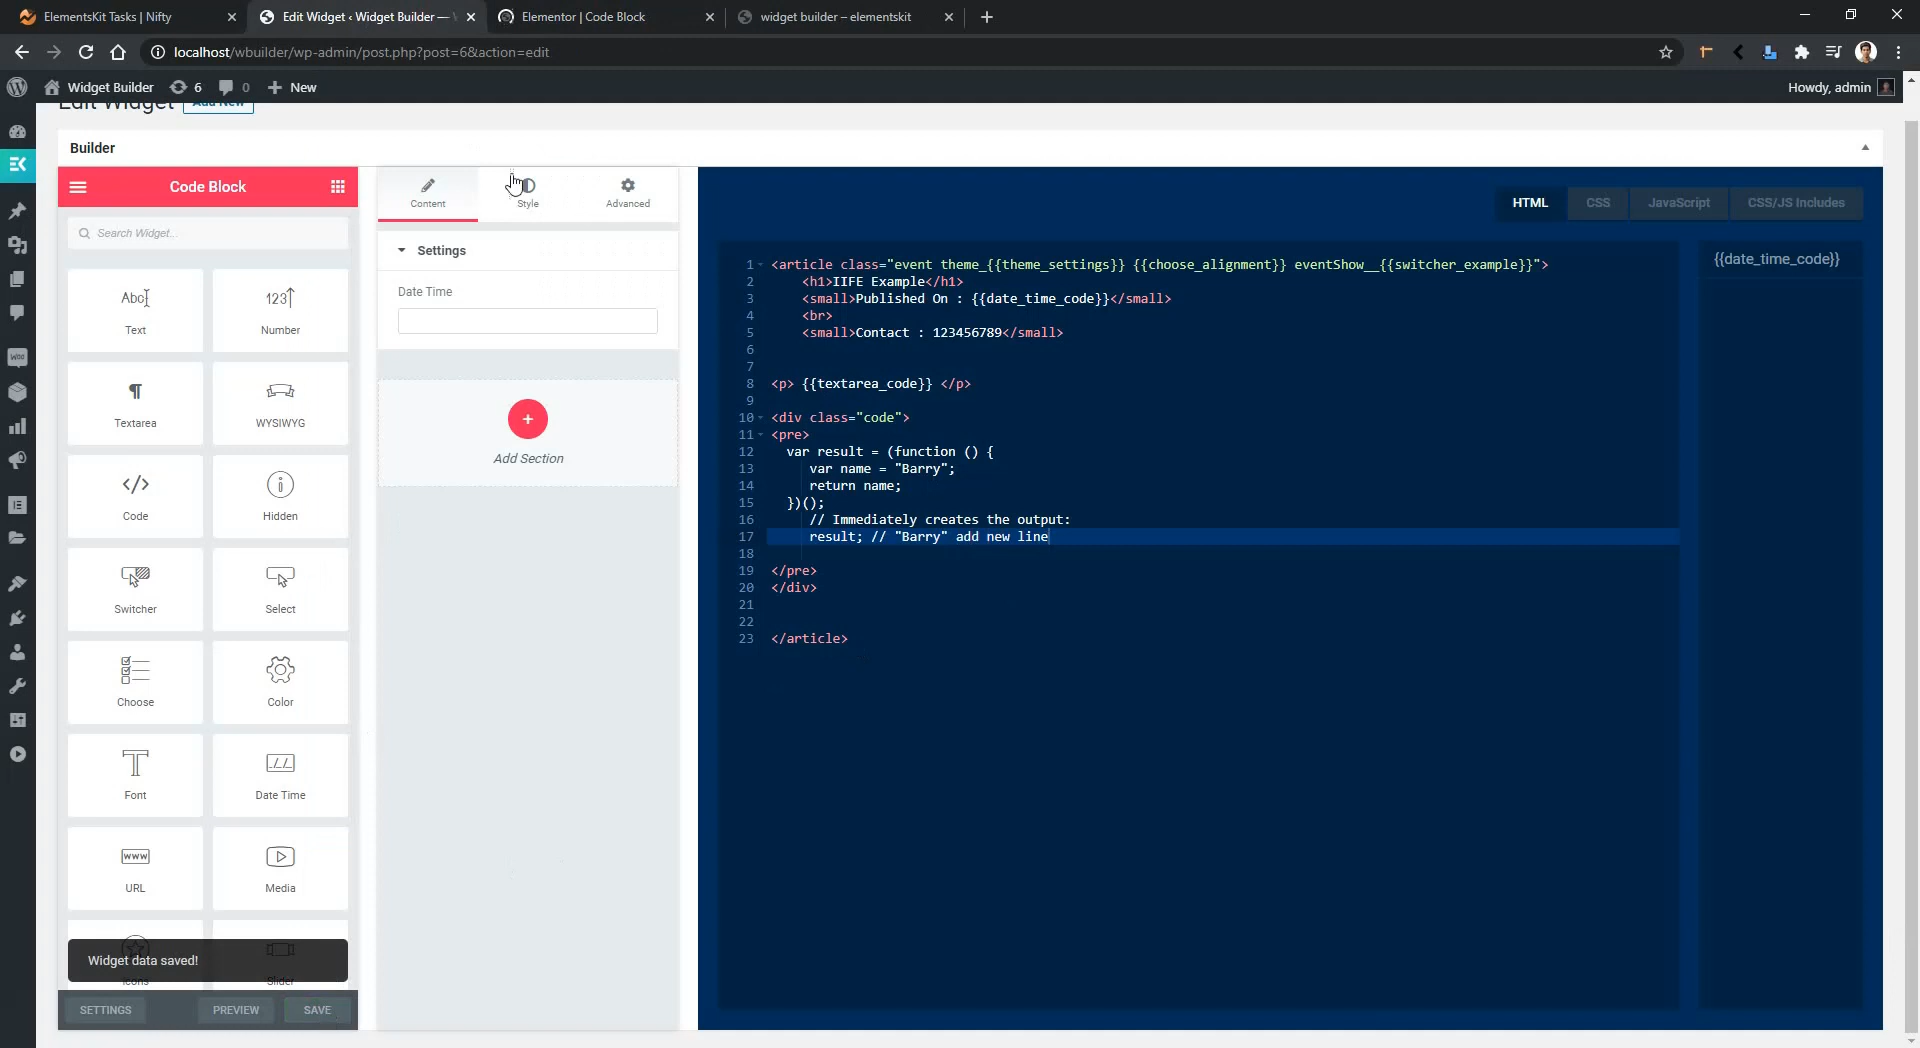 ElementsKit Tasks | Nifty
Edit Widget ‹ Widget Builder —
Elementor | Code Block
widget builder – elementskit
localhost/wbuilder/wp-admin/post.php?post=6&action=edit
Widget Builder
6
0
New
Howdy, admin
Edit Widget
Add New
Builder
Code Block
Content
Style
Advanced
HTML
CSS
JavaScript
CSS/JS Includes
Search Widget...
Text
Number
Textarea
WYSIWYG
Code
Hidden
Switcher
Select
Choose
Color
Font
Date Time
URL
Media
Icons
Slider
Widget data saved!
SETTINGS
PREVIEW
SAVE
Settings
Date Time
Add Section
1 <article class="event theme_{{theme_settings}} {{choose_alignment}} eventShow__{{switcher_example}}">
2 <h1>IIFE Example</h1>
3 <small>Published On : {{date_time_code}}</small>
4 <br>
5 <small>Contact : 123456789</small>
6
7
8 <p> {{textarea_code}} </p>
9
10 <div class="code">
11 <pre>
12 var result = (function () {
13 var name = "Barry";
14 return name;
15 })();
16 // Immediately creates the output:
17 result; // "Barry" add new line
18
19 </pre>
20 </div>
21
22
23 </article>
{{date_time_code}}